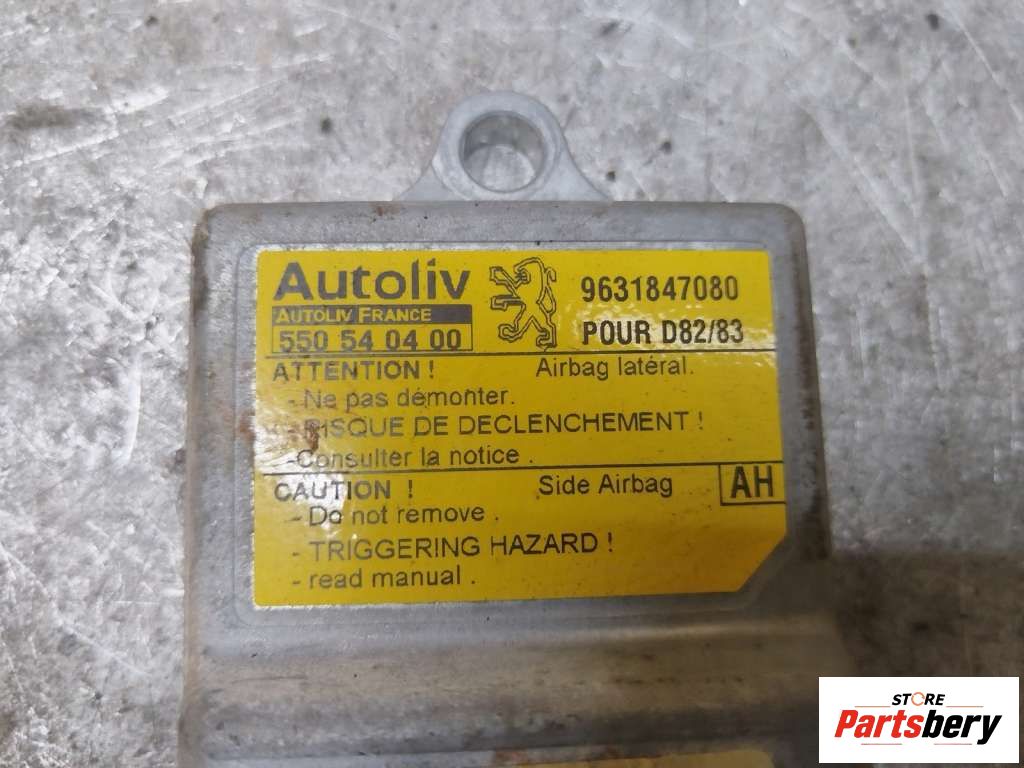 Autoliv
AUTOLIV FRANCE
550 54 04 00
9631847080
POUR D82/83
ATTENTION ! Airbag latéral.
- Ne pas démonter.
- RISQUE DE DECLENCHEMENT !
-Consulter la notice .
CAUTION ! Side Airbag AH
- Do not remove .
- TRIGGERING HAZARD !
- read manual .
STORE
Partsbery